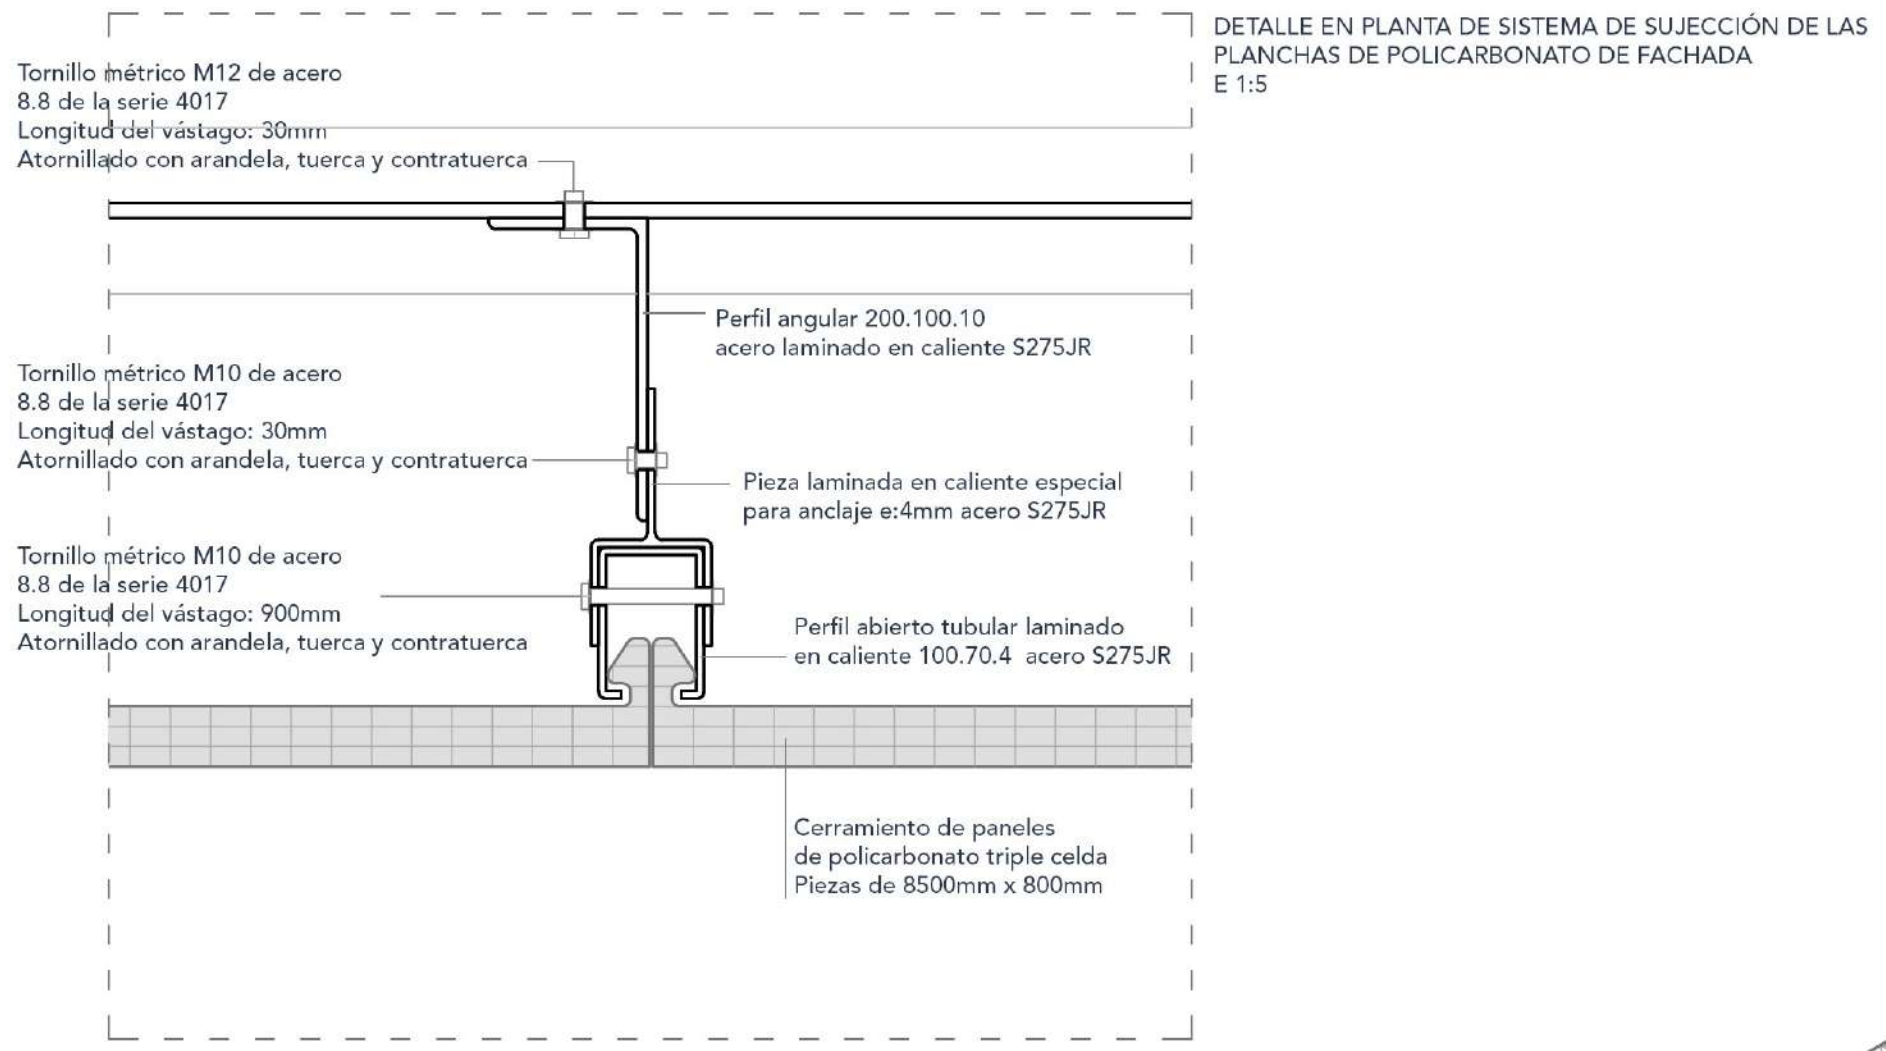 DETALLE EN PLANTA DE SISTEMA DE SUJECCIÓN DE LAS
PLANCHAS DE POLICARBONATO DE FACHADA
E 1:5
Tornillo métrico M12 de acero
8.8 de la serie 4017
Longitud del vástago: 30mm
Atornillado con arandela, tuerca y contratuerca
Perfil angular 200.100.10
acero laminado en caliente S275JR
Tornillo métrico M10 de acero
8.8 de la serie 4017
Longitud del vástago: 30mm
Atornillado con arandela, tuerca y contratuerca
Pieza laminada en caliente especial
para anclaje e:4mm acero S275JR
Tornillo métrico M10 de acero
8.8 de la serie 4017
Longitud del vástago: 900mm
Atornillado con arandela, tuerca y contratuerca
Perfil abierto tubular laminado
en caliente 100.70.4 acero S275JR
Cerramiento de paneles
de policarbonato triple celda
Piezas de 8500mm x 800mm